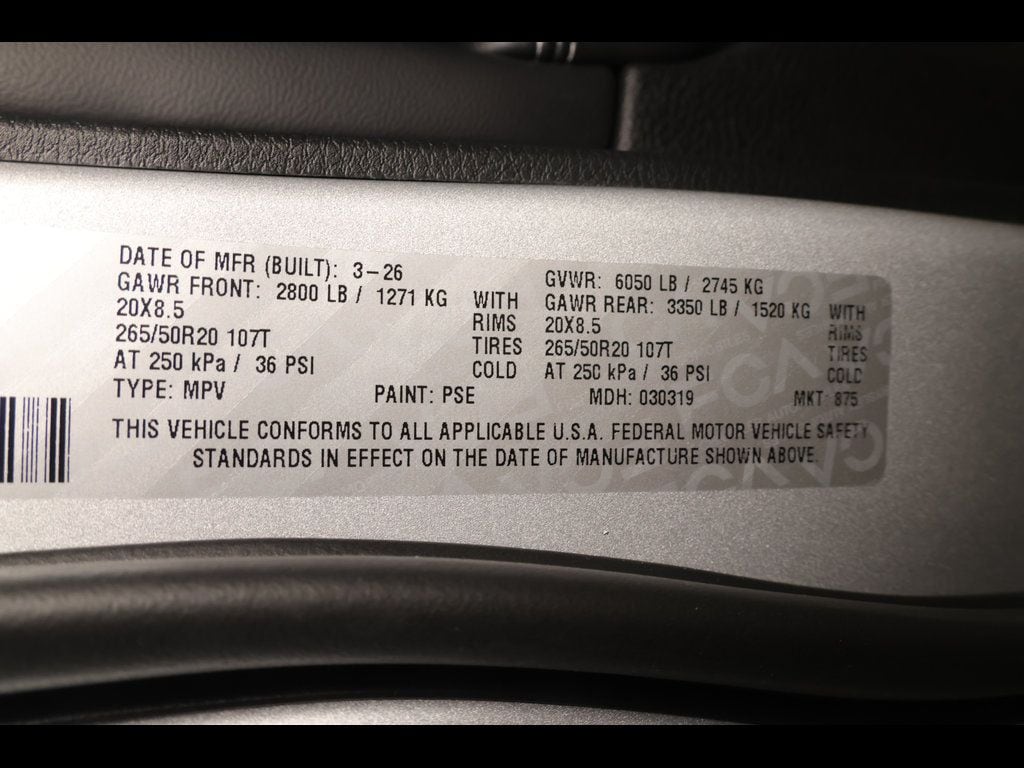 DATE OF MFR (BUILT): 3-26 GVWR: 6050 LB / 2745 KG
GAWR FRONT: 2800 LB / 1271 KG WITH GAWR REAR: 3350 LB / 1520 KG WITH
20X8.5 RIMS 20X8.5 RIMS
265/50R20 107T TIRES 265/50R20 107T TIRES
AT 250 kPa / 36 PSI COLD AT 250 kPa / 36 PSI COLD
TYPE: MPV PAINT: PSE MDH: 030319 MKT: 875
THIS VEHICLE CONFORMS TO ALL APPLICABLE U.S.A. FEDERAL MOTOR VEHICLE SAFETY
STANDARDS IN EFFECT ON THE DATE OF MANUFACTURE SHOWN ABOVE.